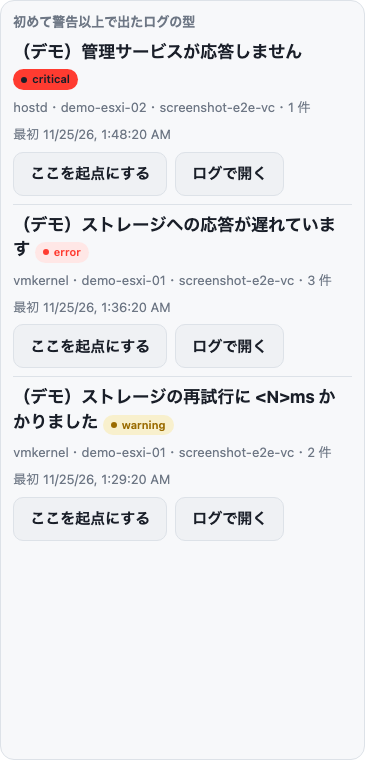 初めて警告以上で出たログの型
（デモ）管理サービスが応答しません
critical
hostd・demo-esxi-02・screenshot-e2e-vc・1 件
最初 11/25/26, 1:48:20 AM
ここを起点にする ログで開く
（デモ）ストレージへの応答が遅れていま
す error
vmkernel・demo-esxi-01・screenshot-e2e-vc・3 件
最初 11/25/26, 1:36:20 AM
ここを起点にする ログで開く
（デモ）ストレージの再試行に <N>ms か
かりました warning
vmkernel・demo-esxi-01・screenshot-e2e-vc・2 件
最初 11/25/26, 1:29:20 AM
ここを起点にする ログで開く